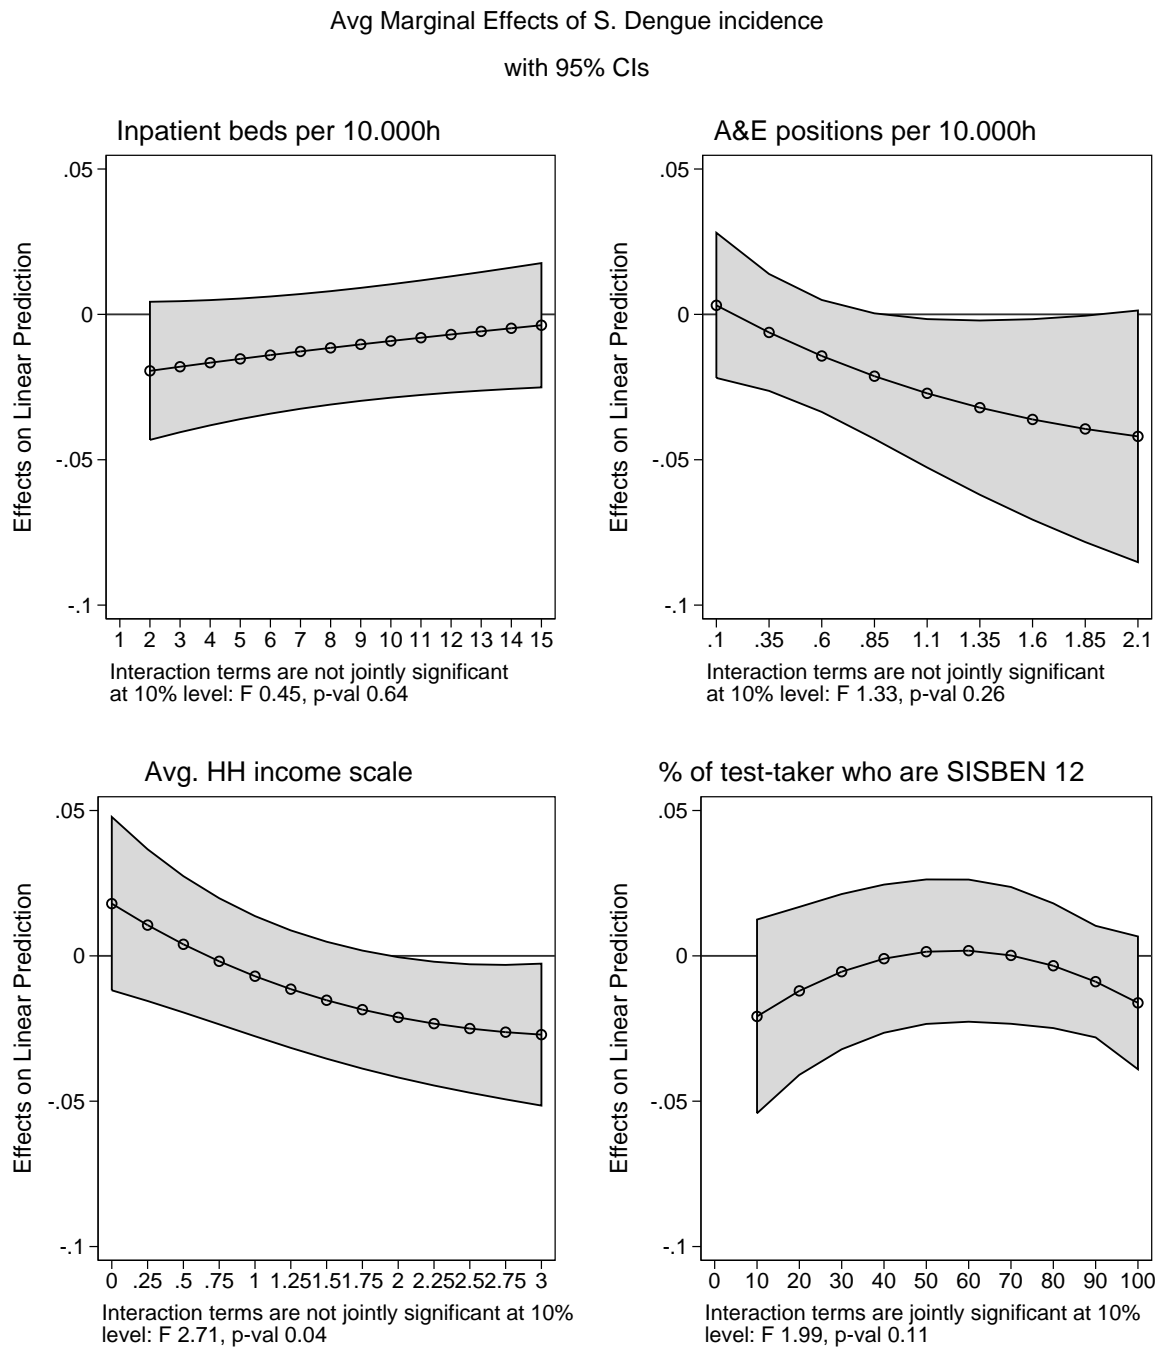 Avg Marginal Effects of S. Dengue incidence
with 95% CIs
Inpatient beds per 10.000h
Effects on Linear Prediction
.05
0
-.05
-.1
1 2 3 4 5 6 7 8 9 10 11 12 13 14 15
Interaction terms are not jointly significant
at 10% level: F 0.45, p-val 0.64
A&E positions per 10.000h
Effects on Linear Prediction
.05
0
-.05
-.1
.1 .35 .6 .85 1.1 1.35 1.6 1.85 2.1
Interaction terms are not jointly significant
at 10% level: F 1.33, p-val 0.26
Avg. HH income scale
Effects on Linear Prediction
.05
0
-.05
-.1
0 .25 .5 .75 1 1.25 1.5 1.75 2 2.25 2.5 2.75 3
Interaction terms are not jointly significant at 10%
level: F 2.71, p-val 0.04
% of test-taker who are SISBEN 12
Effects on Linear Prediction
.05
0
-.05
-.1
0 10 20 30 40 50 60 70 80 90 100
Interaction terms are jointly significant at 10%
level: F 1.99, p-val 0.11